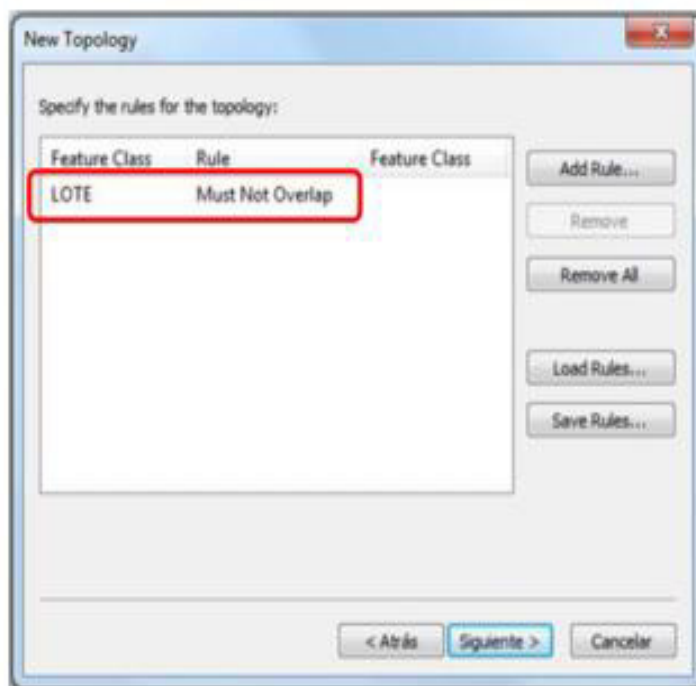 New Topology
Specify the rules for the topology:
Feature Class Rule Feature Class
LOTE Must Not Overlap
Add Rule...
Remove
Remove All
Load Rules...
Save Rules...
< Atrás Siguiente > Cancelar